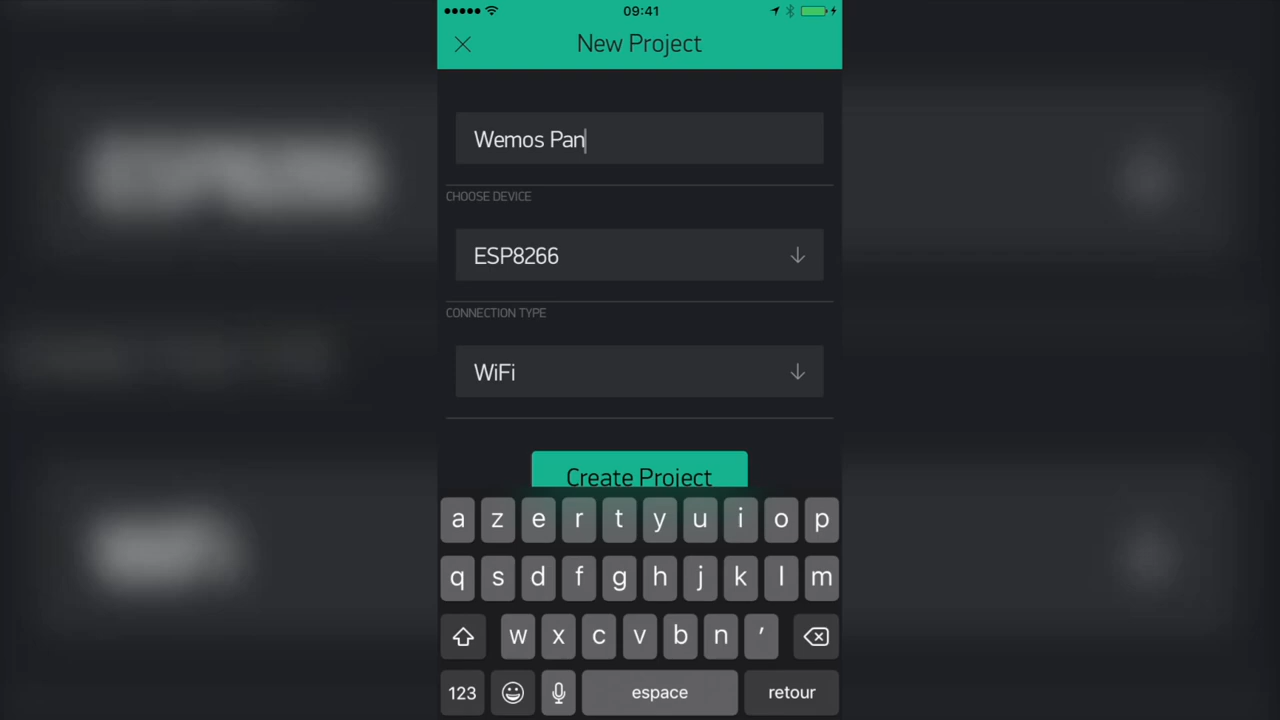 09:41
New Project
Wemos Pan
CHOOSE DEVICE
ESP8266
CONNECTION TYPE
WiFi
Create Project
a z e r t y u i o p
q s d f g h j k l m
w x c v b n ’
123 espace retour